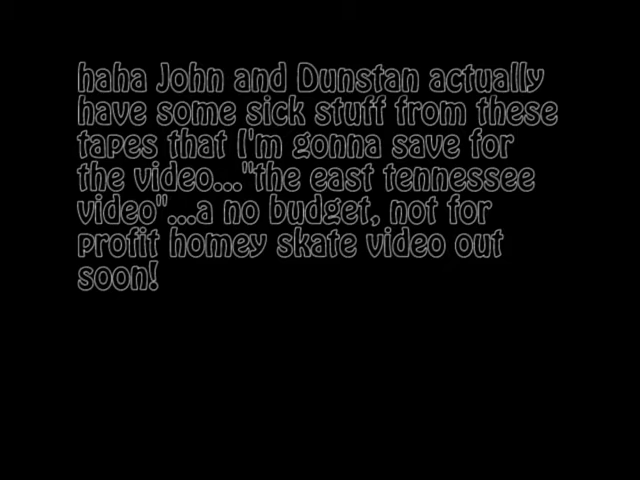 haha John and Dunstan actually
have some sick stuff from these
tapes that I'm gonna save for
the video..."the east tennessee
video"...a no budget, not for
profit homey skate video out
soon!